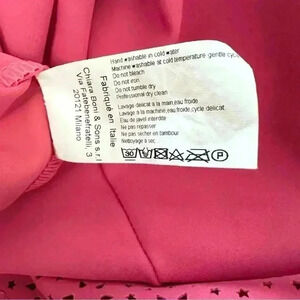 Hand washable in cold water
Machine washable at cold temperature gentle cycle
Do not bleach
Do not iron
Do not tumble dry
Professional dry clean
Lavage délicat à la main,eau froide
Lavage délicat à la machine,eau froide,cycle délicat
Eau de javel interdite
Ne pas repasser
Ne pas sécher en tambour
Nettoyage à sec
30
P
Fabriqué en Italie
Chiara Boni & Sons s.r.l.
Via Fatebenefratelli, 3
20121 Milano